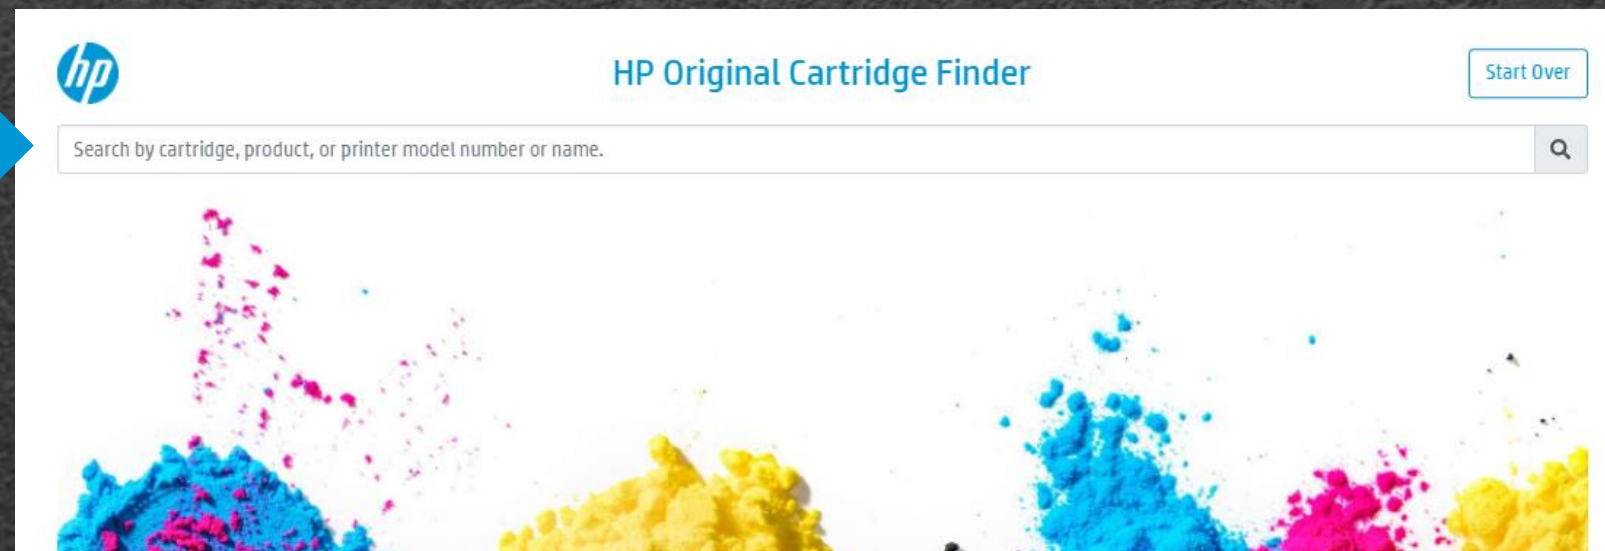 hp
HP Original Cartridge Finder
Start Over
Search by cartridge, product, or printer model number or name.